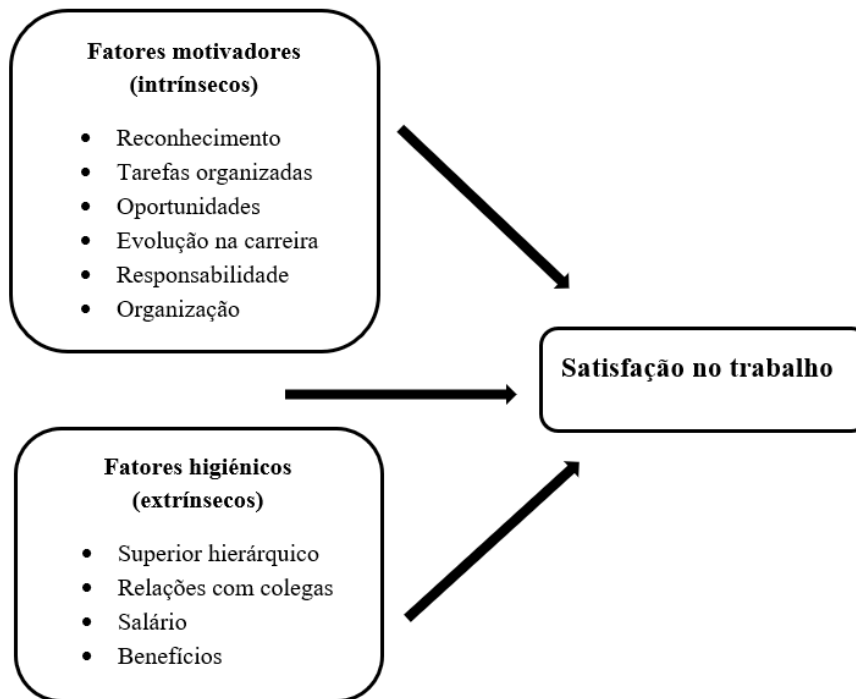 Fatores motivadores
(intrínsecos)
• Reconhecimento
• Tarefas organizadas
• Oportunidades
• Evolução na carreira
• Responsabilidade
• Organização
Satisfação no trabalho
Fatores higiénicos
(extrínsecos)
• Superior hierárquico
• Relações com colegas
• Salário
• Benefícios